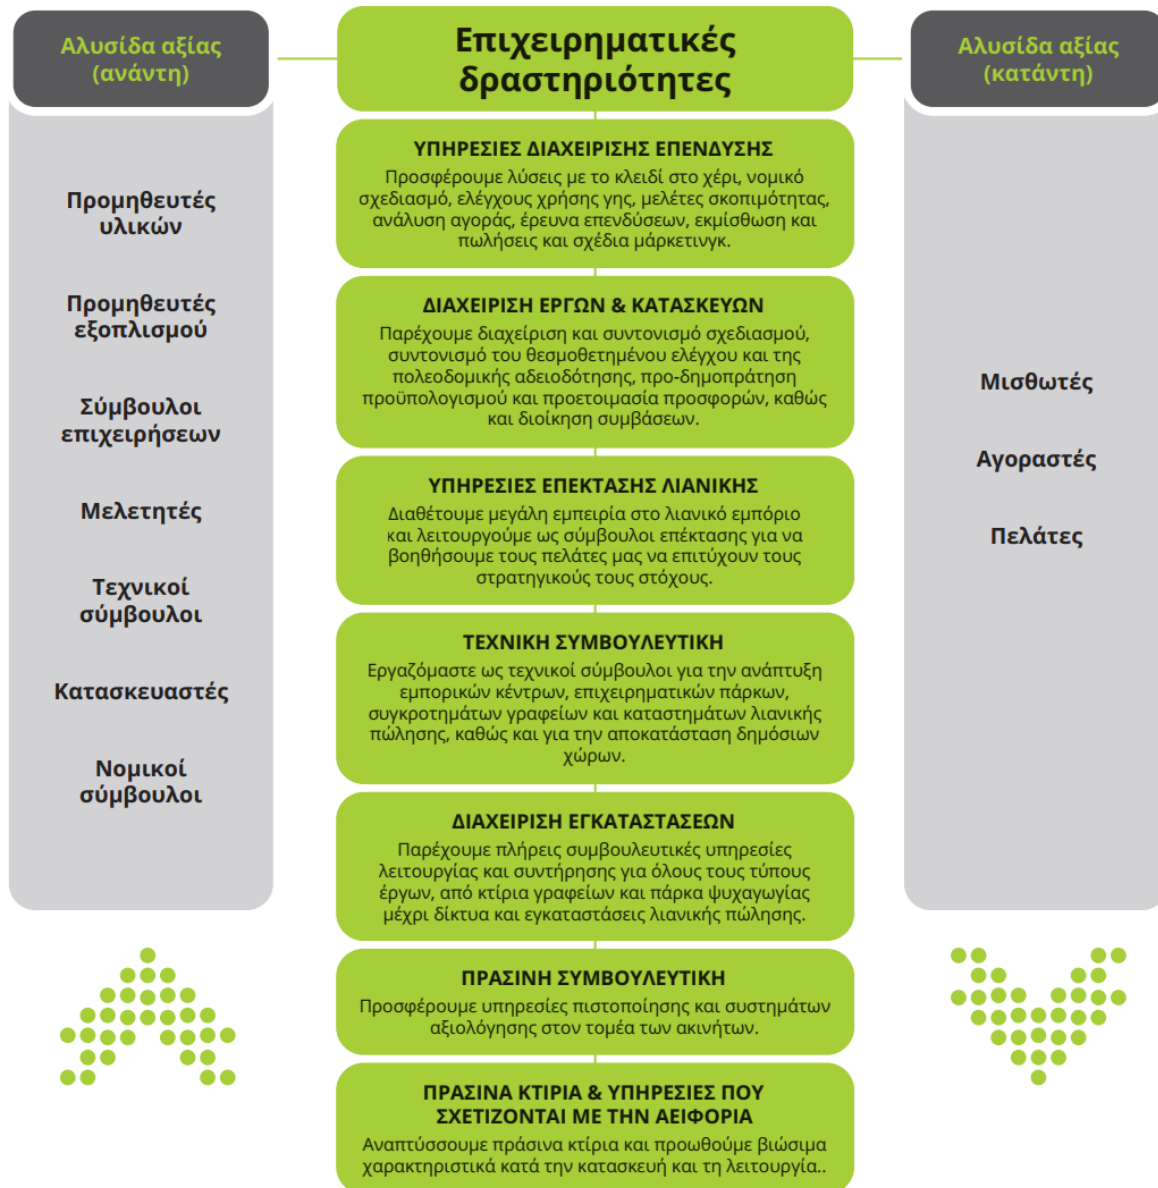 Αλυσίδα αξίας
(ανάντη)
Προμηθευτές
υλικών
Προμηθευτές
εξοπλισμού
Σύμβουλοι
επιχειρήσεων
Μελετητές
Τεχνικοί
σύμβουλοι
Κατασκευαστές
Νομικοί
σύμβουλοι
Επιχειρηματικές
δραστηριότητες
ΥΠΗΡΕΣΙΕΣ ΔΙΑΧΕΙΡΙΣΗΣ ΕΠΕΝΔΥΣΗΣ
Προσφέρουμε λύσεις με το κλειδί στο χέρι, νομικό
σχεδιασμό, ελέγχους χρήσης γης, μελέτες σκοπιμότητας,
ανάλυση αγοράς, έρευνα επενδύσεων, εκμίσθωση και
πωλήσεις και σχέδια μάρκετινγκ.
ΔΙΑΧΕΙΡΙΣΗ ΕΡΓΩΝ & ΚΑΤΑΣΚΕΥΩΝ
Παρέχουμε διαχείριση και συντονισμό σχεδιασμού,
συντονισμό του θεσμοθετημένου ελέγχου και της
πολεοδομικής αδειοδότησης, προ-δημοπράτηση
προϋπολογισμού και προετοιμασία προσφορών, καθώς
και διοίκηση συμβάσεων.
ΥΠΗΡΕΣΙΕΣ ΕΠΕΚΤΑΣΗΣ ΛΙΑΝΙΚΗΣ
Διαθέτουμε μεγάλη εμπειρία στο λιανικό εμπόριο
και λειτουργούμε ως σύμβουλοι επέκτασης για να
βοηθήσουμε τους πελάτες μας να επιτύχουν τους
στρατηγικούς τους στόχους.
ΤΕΧΝΙΚΗ ΣΥΜΒΟΥΛΕΥΤΙΚΗ
Εργαζόμαστε ως τεχνικοί σύμβουλοι για την ανάπτυξη
εμπορικών κέντρων, επιχειρηματικών πάρκων,
συγκροτημάτων γραφείων και καταστημάτων λιανικής
πώλησης, καθώς και για την αποκατάσταση δημόσιων
χώρων.
ΔΙΑΧΕΙΡΙΣΗ ΕΓΚΑΤΑΣΤΑΣΕΩΝ
Παρέχουμε πλήρεις συμβουλευτικές υπηρεσίες
λειτουργίας και συντήρησης για όλους τους τύπους
έργων, από κτίρια γραφείων και πάρκα ψυχαγωγίας
μέχρι δίκτυα και εγκαταστάσεις λιανικής πώλησης.
ΠΡΑΣΙΝΗ ΣΥΜΒΟΥΛΕΥΤΙΚΗ
Προσφέρουμε υπηρεσίες πιστοποίησης και συστημάτων
αξιολόγησης στον τομέα των ακινήτων.
ΠΡΑΣΙΝΑ ΚΤΙΡΙΑ & ΥΠΗΡΕΣΙΕΣ ΠΟΥ
ΣΧΕΤΙΖΟΝΤΑΙ ΜΕ ΤΗΝ ΑΕΙΦΟΡΙΑ
Αναπτύσσουμε πράσινα κτίρια και προωθούμε βιώσιμα
χαρακτηριστικά κατά την κατασκευή και τη λειτουργία..
Αλυσίδα αξίας
(κατάντη)
Μισθωτές
Αγοραστές
Πελάτες